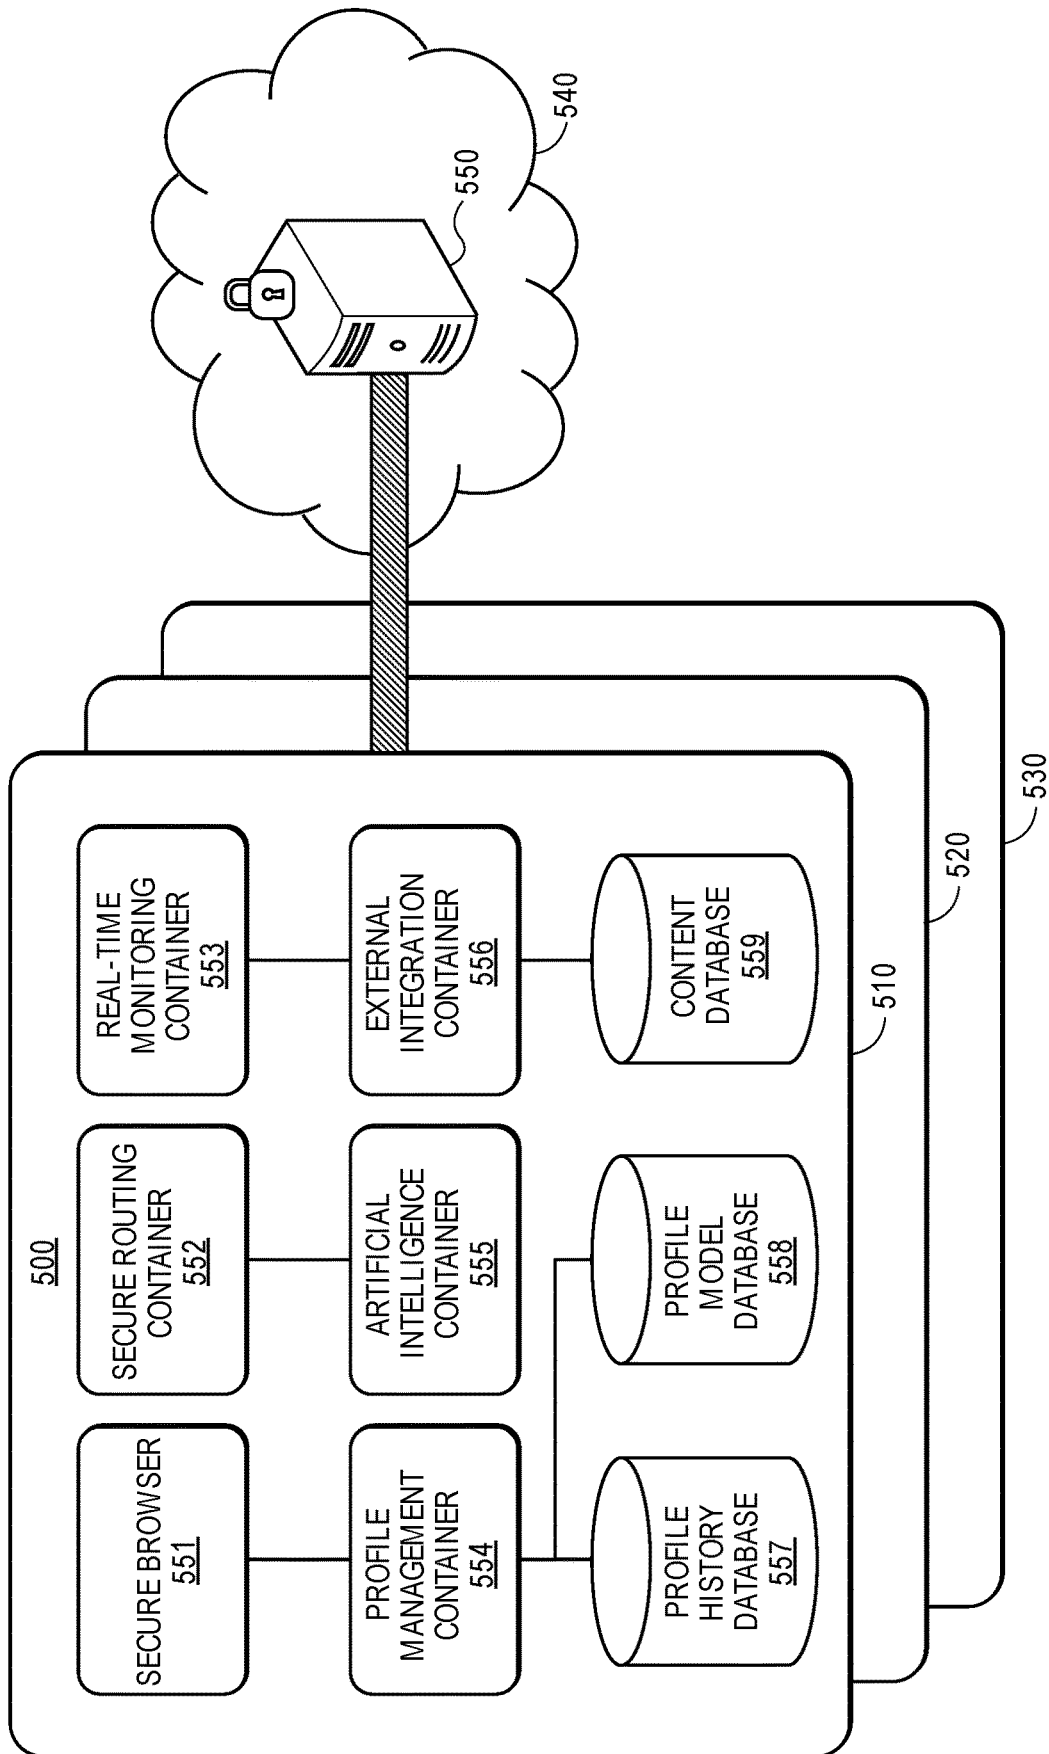 500
SECURE BROWSER
551
SECURE ROUTING
CONTAINER
552
REAL-TIME
MONITORING
CONTAINER
553
PROFILE
MANAGEMENT
CONTAINER
554
ARTIFICIAL
INTELLIGENCE
CONTAINER
555
EXTERNAL
INTEGRATION
CONTAINER
556
PROFILE
HISTORY
DATABASE
557
PROFILE
MODEL
DATABASE
558
CONTENT
DATABASE
559
510
520
530
550
540